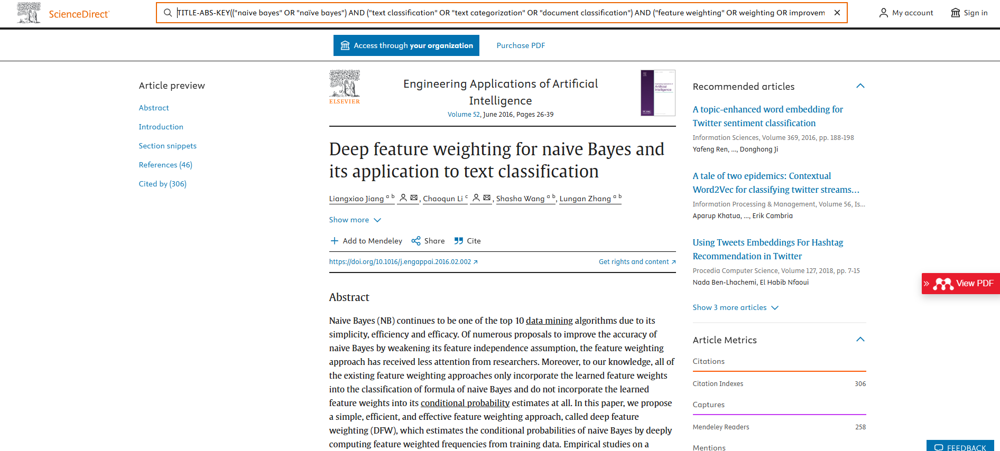 ScienceDirect
TITLE-ABS-KEY(("naive bayes" OR "naïve bayes") AND ("text classification" OR "text categorization" OR "document classification") AND ("feature weighting" OR weighting OR improvem
My account
Sign in
Access through your organization
Purchase PDF
Article preview
Abstract
Introduction
Section snippets
References (46)
Cited by (306)
ELSEVIER
Engineering Applications of Artificial
Intelligence
Volume 52, June 2016, Pages 26-39
Deep feature weighting for naive Bayes and
its application to text classification
Liangxiao Jiang a b, Chaoqun Li c, Shasha Wang a b, Lungan Zhang a b
Show more
Add to Mendeley
Share
Cite
https://doi.org/10.1016/j.engappai.2016.02.002
Get rights and content
Abstract
Naive Bayes (NB) continues to be one of the top 10 data mining algorithms due to its
simplicity, efficiency and efficacy. Of numerous proposals to improve the accuracy of
naive Bayes by weakening its feature independence assumption, the feature weighting
approach has received less attention from researchers. Moreover, to our knowledge, all of
the existing feature weighting approaches only incorporate the learned feature weights
into the classification of formula of naive Bayes and do not incorporate the learned
feature weights into its conditional probability estimates at all. In this paper, we propose
a simple, efficient, and effective feature weighting approach, called deep feature
weighting (DFW), which estimates the conditional probabilities of naive Bayes by deeply
computing feature weighted frequencies from training data. Empirical studies on a
Artificial
Intelligence
Recommended articles
A topic-enhanced word embedding for
Twitter sentiment classification
Information Sciences, Volume 369, 2016, pp. 188-198
Yafeng Ren, ..., Donghong Ji
A tale of two epidemics: Contextual
Word2Vec for classifying twitter streams...
Information Processing & Management, Volume 56, Is...
Aparup Khatua, ..., Erik Cambria
Using Tweets Embeddings For Hashtag
Recommendation in Twitter
Procedia Computer Science, Volume 127, 2018, pp. 7-15
Nada Ben-Lhachemi, El Habib Nfaoui
Show 3 more articles
Article Metrics
Citations
Citation Indexes 306
Captures
Mendeley Readers 258
Mentions
View PDF
FEEDBACK